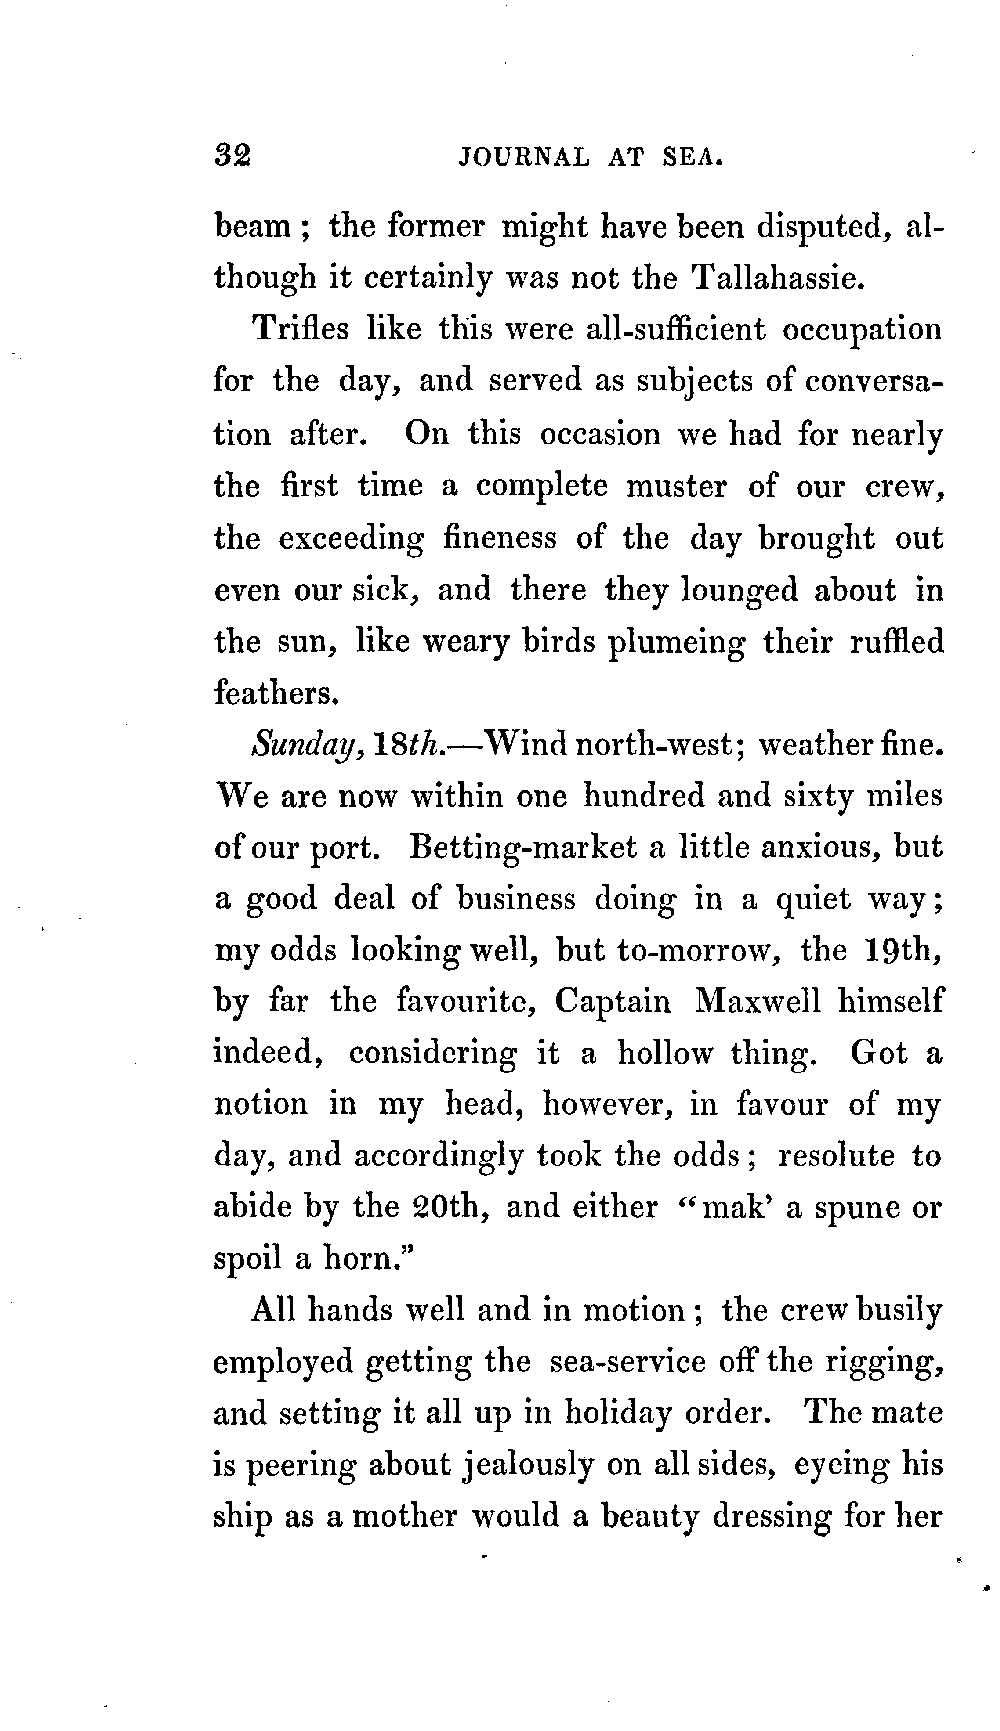 32 JOURNAL AT SEA.
beam ; the former might have been disputed, al-
though it certainly was not the Tallahassie.
Trifles like this were all-sufficient occupation
for the day, and served as subjects of conversa-
tion after. On this occasion we had for nearly
the first time a complete muster of our crew,
the exceeding fineness of the day brought out
even our sick, and there they lounged about in
the sun, like weary birds plumeing their ruffled
feathers.
Sunday, 18th.—Wind north-west; weather fine.
We are now within one hundred and sixty miles
of our port. Betting-market a little anxious, but
a good deal of business doing in a quiet way;
my odds looking well, but to-morrow, the 19th,
by far the favourite, Captain Maxwell himself
indeed, considering it a hollow thing. Got a
notion in my head, however, in favour of my
day, and accordingly took the odds ; resolute to
abide by the 20th, and either "mak' a spune or
spoil a horn."
All hands well and in motion ; the crew busily
employed getting the sea-service off the rigging,
and setting it all up in holiday order. The mate
is peering about jealously on all sides, eyeing his
ship as a mother would a beauty dressing for her